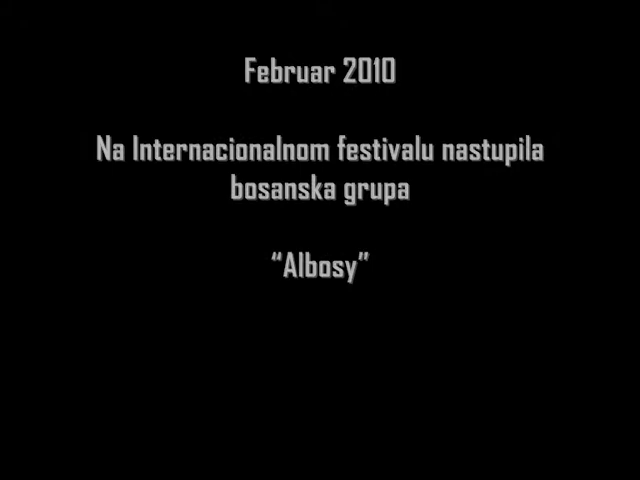 Februar 2010
Na Internacionalnom festivalu nastupila
bosanska grupa
“Albosy”